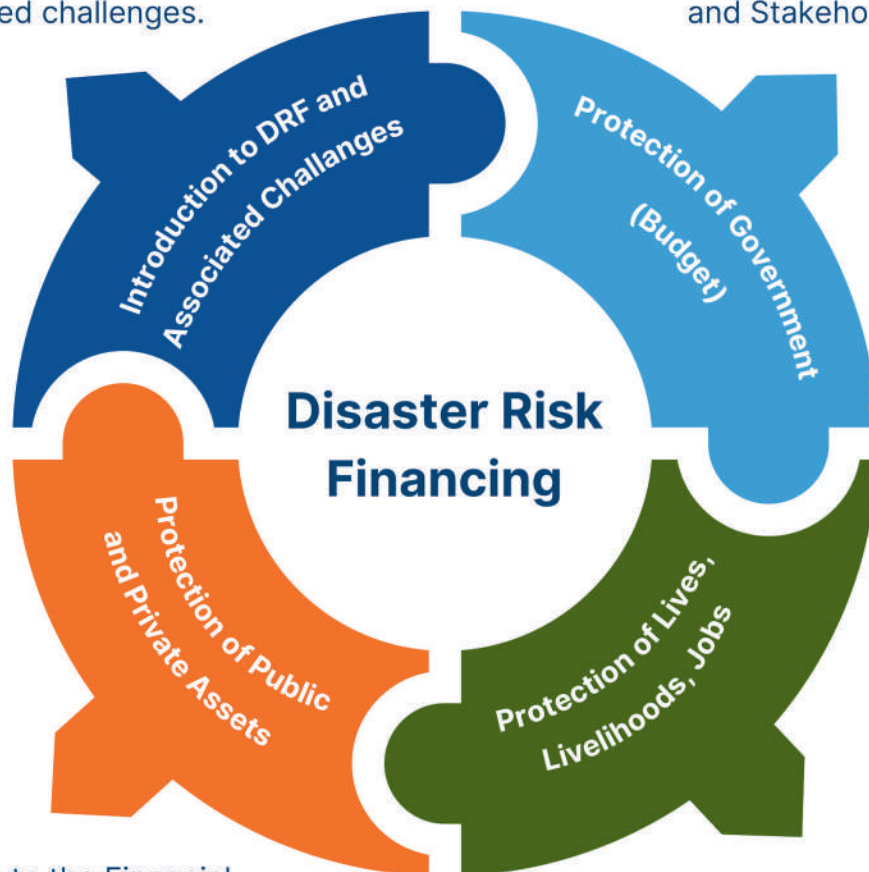 ed challenges.
and Stakeho
Introduction to DRF and
Associated Challanges
Protection of Government
(Budget)
Disaster Risk
Financing
Protection of Public
and Private Assets
Protection of Lives,
Livelihoods, Jobs